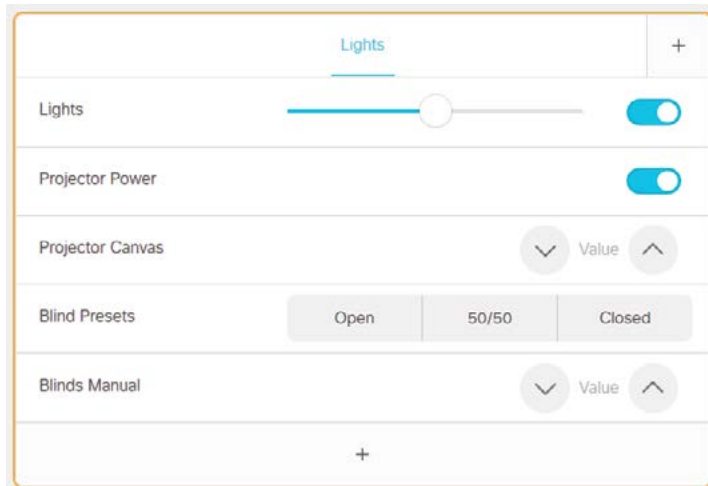 Lights
+
Lights
Projector Power
Projector Canvas Value
Blind Presets Open 50/50 Closed
Blinds Manual Value
+